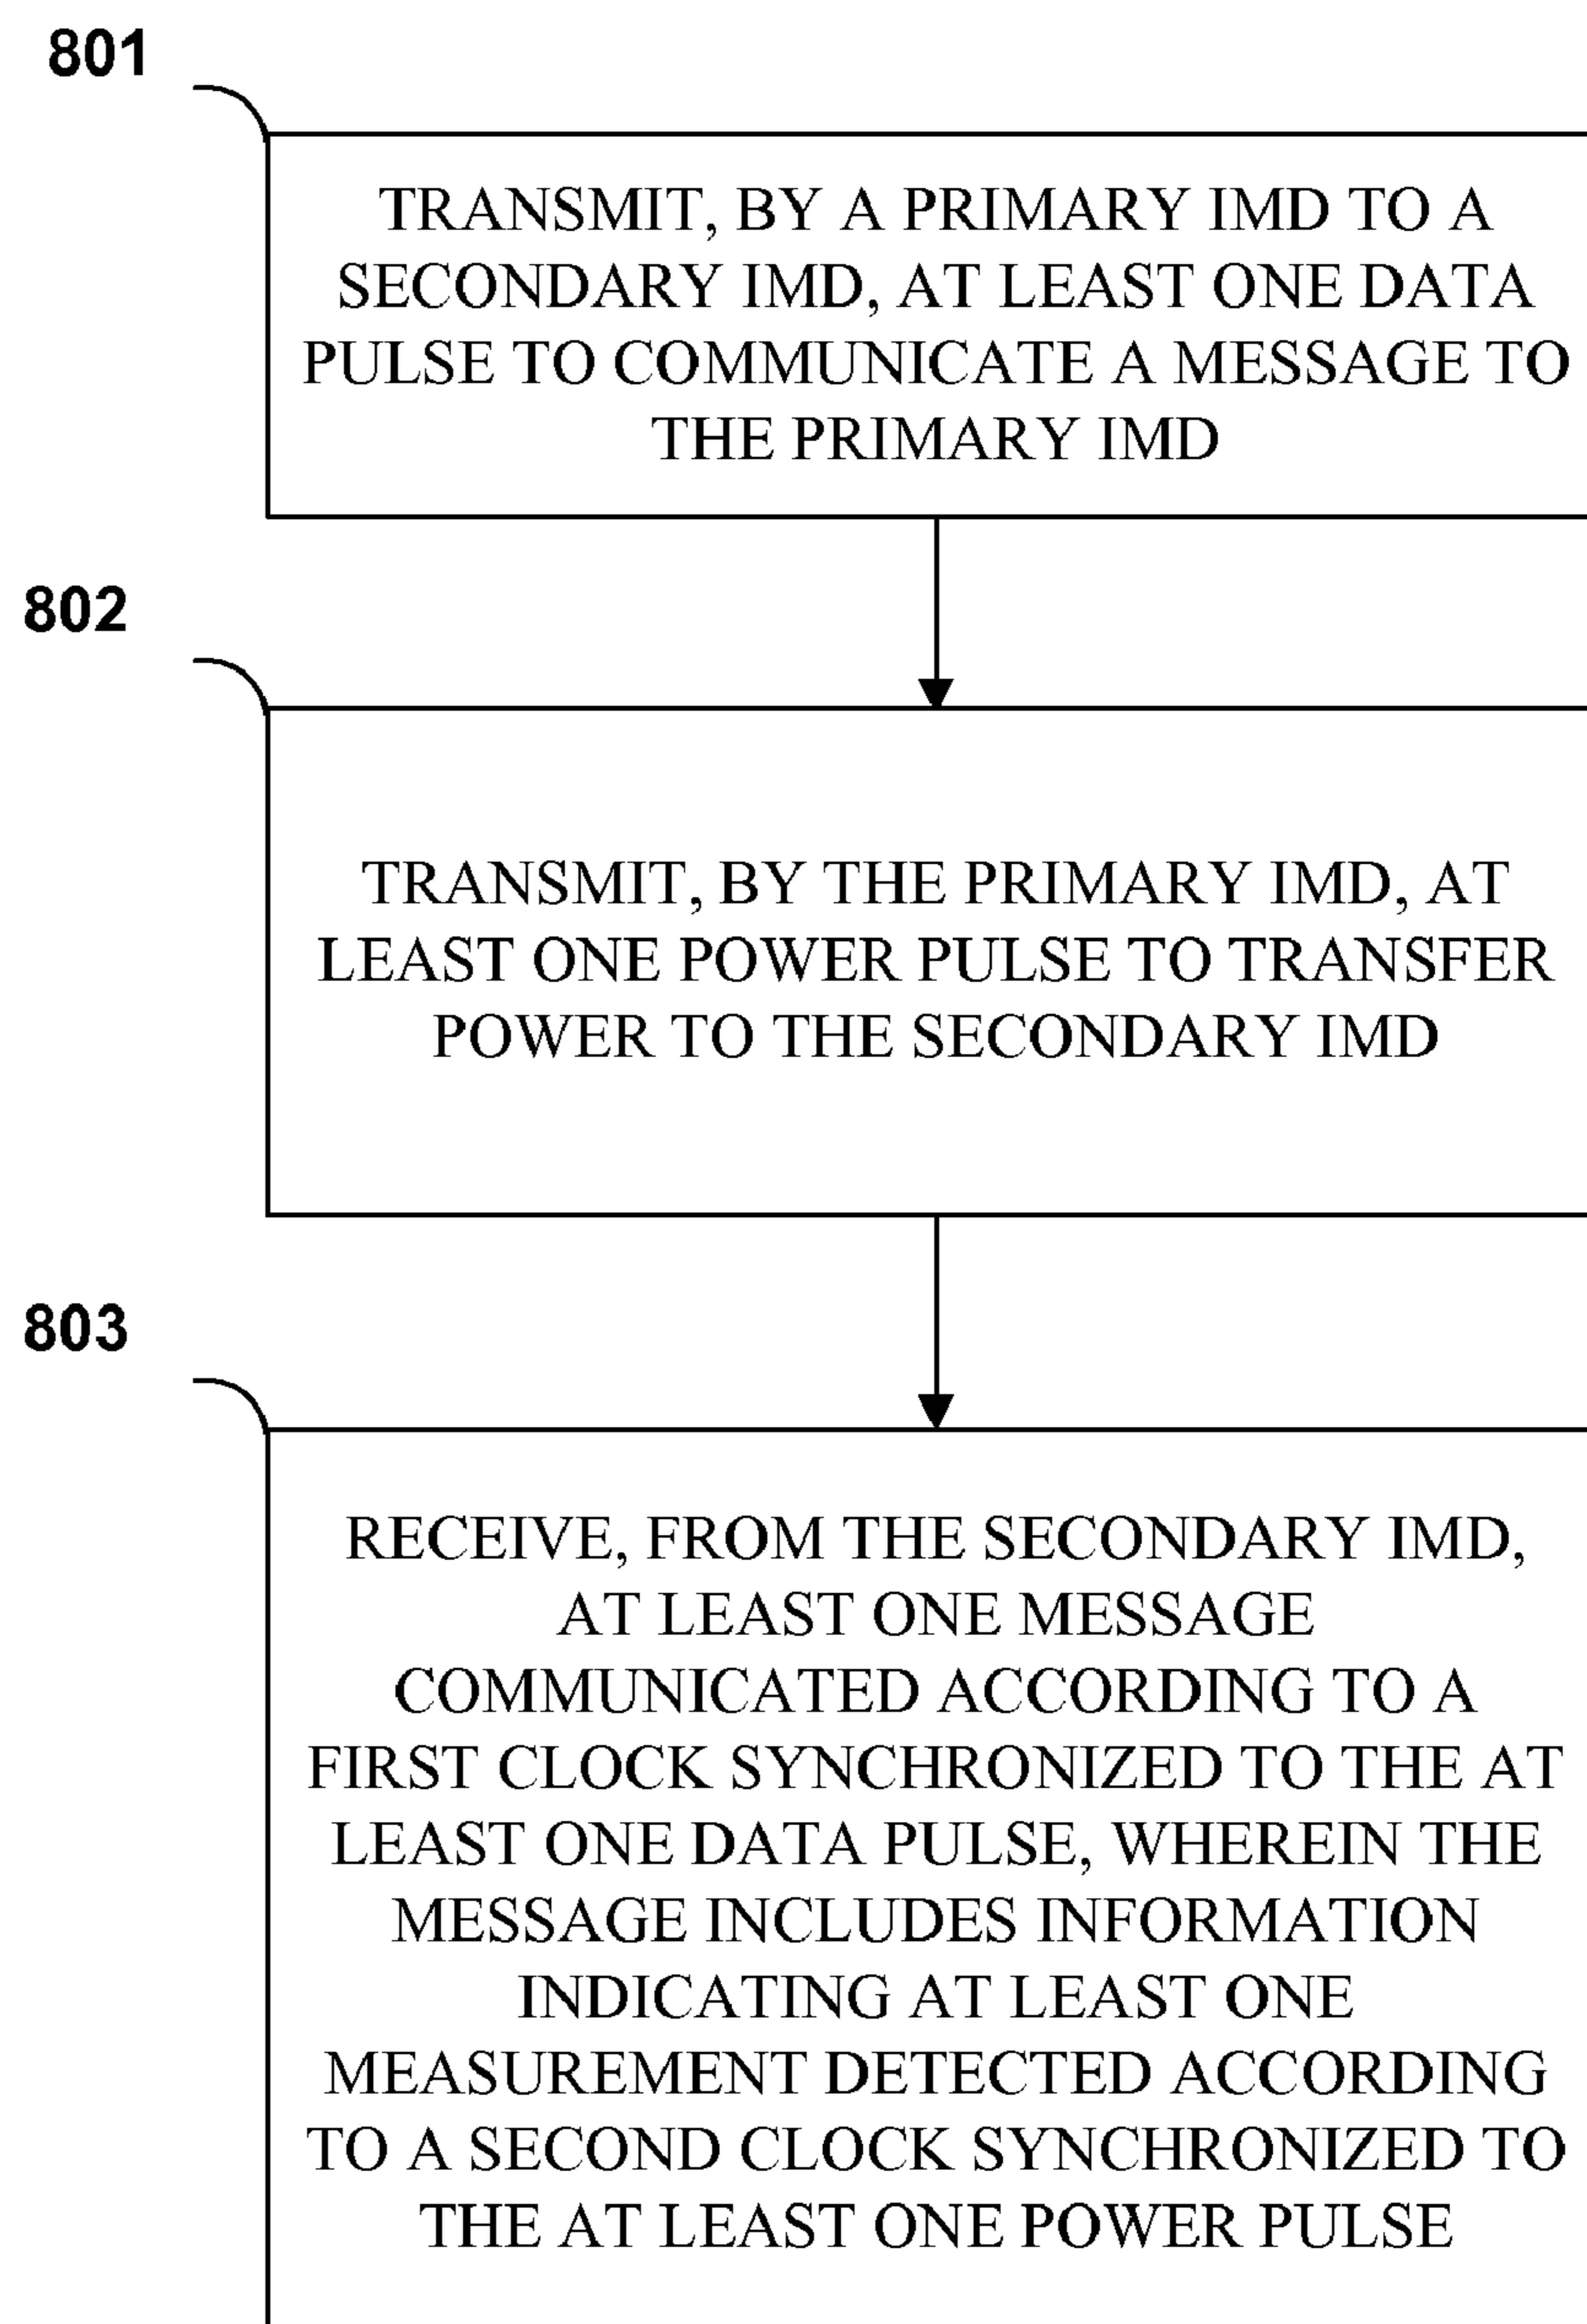 801
TRANSMIT, BY A PRIMARY IMD TO A
SECONDARY IMD, AT LEAST ONE DATA
PULSE TO COMMUNICATE A MESSAGE TO
THE PRIMARY IMD
802
TRANSMIT, BY THE PRIMARY IMD, AT
LEAST ONE POWER PULSE TO TRANSFER
POWER TO THE SECONDARY IMD
803
RECEIVE, FROM THE SECONDARY IMD,
AT LEAST ONE MESSAGE
COMMUNICATED ACCORDING TO A
FIRST CLOCK SYNCHRONIZED TO THE AT
LEAST ONE DATA PULSE, WHEREIN THE
MESSAGE INCLUDES INFORMATION
INDICATING AT LEAST ONE
MEASUREMENT DETECTED ACCORDING
TO A SECOND CLOCK SYNCHRONIZED TO
THE AT LEAST ONE POWER PULSE